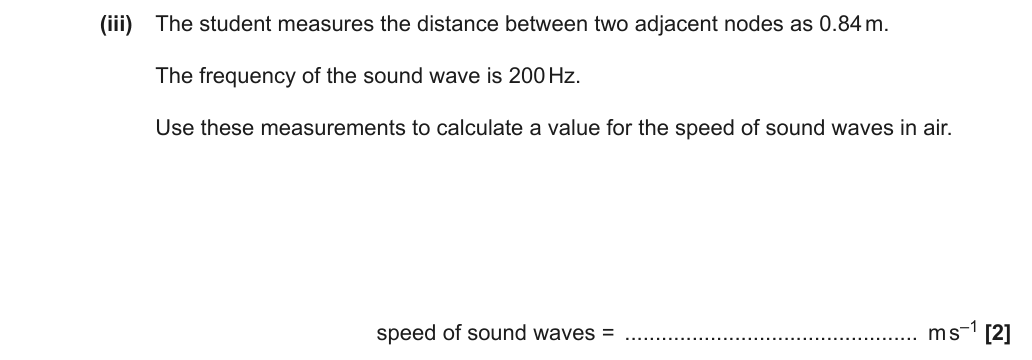 (iii) The student measures the distance between two adjacent nodes as 0.84 m.
The frequency of the sound wave is 200 Hz.
Use these measurements to calculate a value for the speed of sound waves in air.
speed of sound waves = ............................................... m s⁻¹ [2]